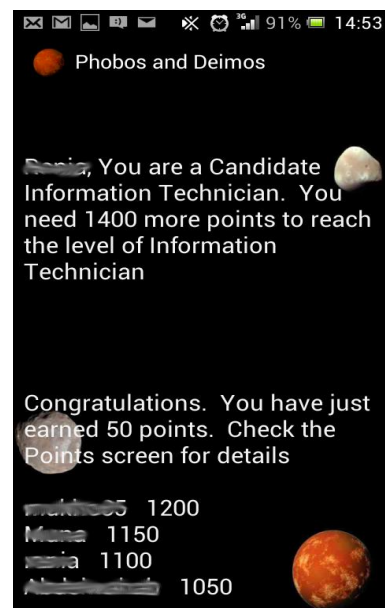 3G 91% 14:53
Phobos and Deimos
You are a Candidate
Information Technician. You
need 1400 more points to reach
the level of Information
Technician
Congratulations. You have just
earned 50 points. Check the
Points screen for details
1200
1150
1100
1050